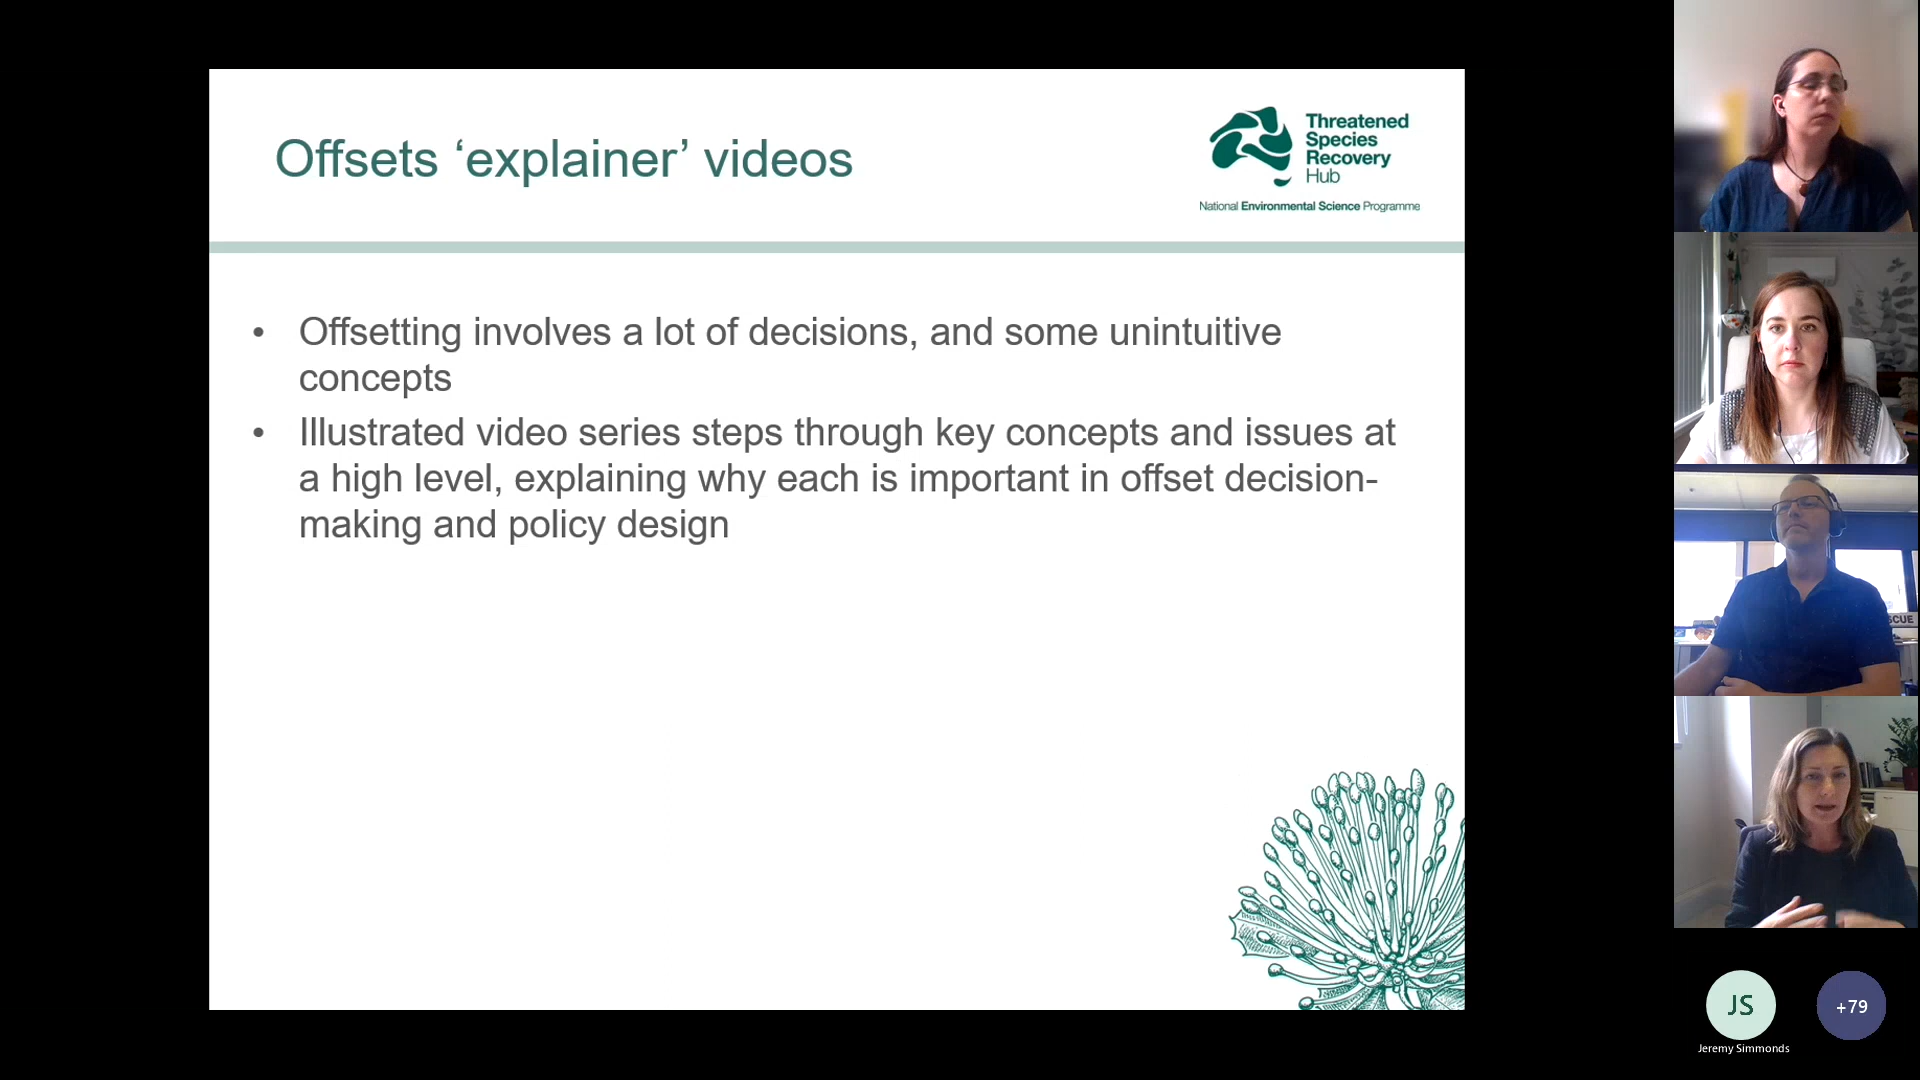 Offsets ‘explainer’ videos
Threatened
Species
Recovery
Hub
National Environmental Science Programme
• Offsetting involves a lot of decisions, and some unintuitive
concepts
• Illustrated video series steps through key concepts and issues at
a high level, explaining why each is important in offset decision-
making and policy design
SCUE
JS
+79
Jeremy Simmonds